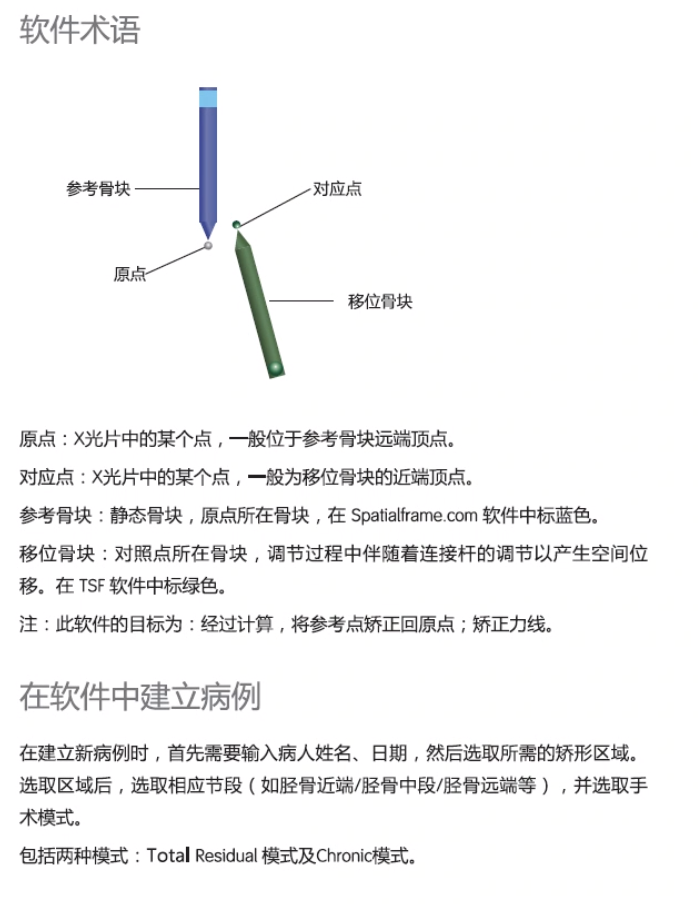 软件术语
参考骨块
对应点
原点
移位骨块
原点：X光片中的某个点，一般位于参考骨块远端顶点。
对应点：X光片中的某个点，一般为移位骨块的近端顶点。
参考骨块：静态骨块，原点所在骨块，在 Spatialframe.com 软件中标蓝色。
移位骨块：对照点所在骨块，调节过程中伴随着连接杆的调节以产生空间位
移。在 TSF 软件中标绿色。
注：此软件的目标为：经过计算，将参考点矫正回原点；矫正力线。
在软件中建立病例
在建立新病例时，首先需要输入病人姓名、日期，然后选取所需的矫形区域。
选取区域后，选取相应节段（如胫骨近端/胫骨中段/胫骨远端等），并选取手
术模式。
包括两种模式：Total Residual 模式及Chronic模式。